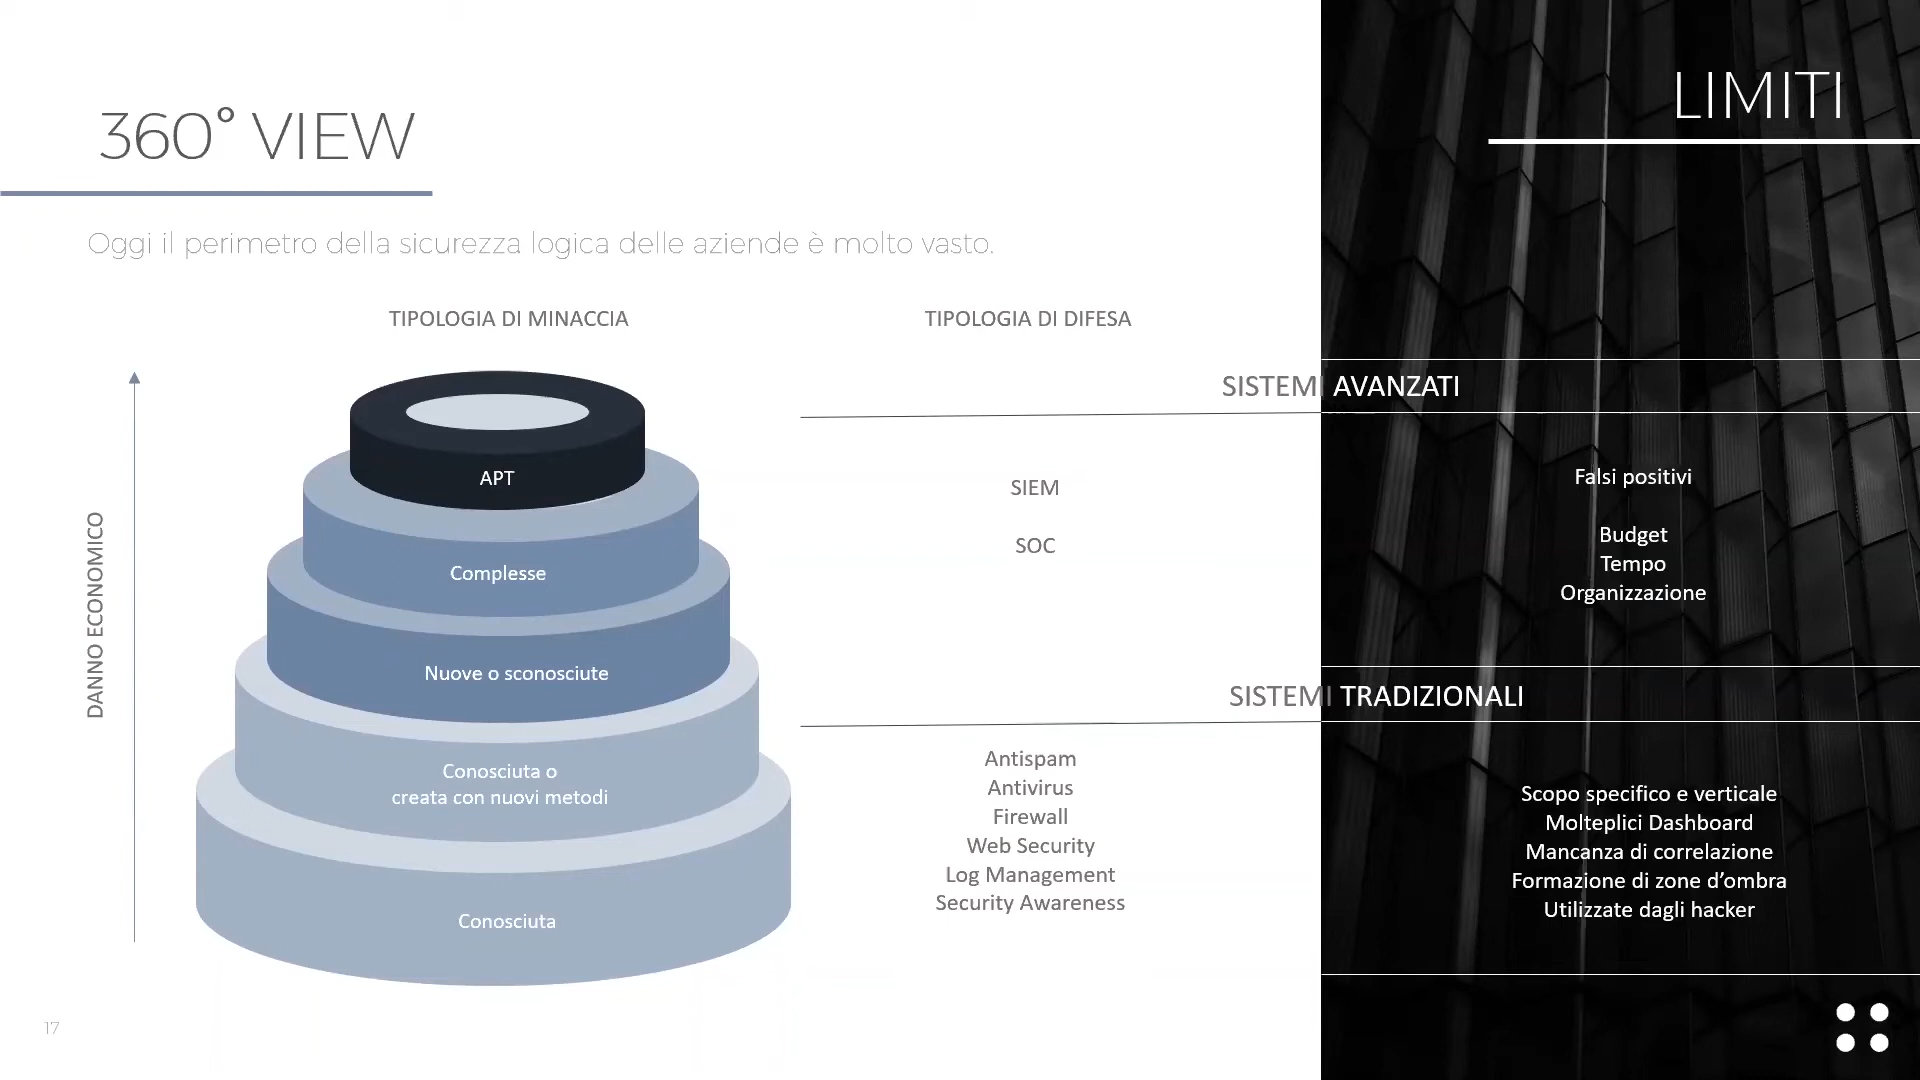 360° VIEW
LIMITI
Oggi il perimetro della sicurezza logica delle aziende è molto vasto.
TIPOLOGIA DI MINACCIA
TIPOLOGIA DI DIFESA
DANNO ECONOMICO
APT
Complesse
Nuove o sconosciute
Conosciuta o
creata con nuovi metodi
Conosciuta
SISTEMI AVANZATI
SIEM
SOC
Falsi positivi
Budget
Tempo
Organizzazione
SISTEMI TRADIZIONALI
Antispam
Antivirus
Firewall
Web Security
Log Management
Security Awareness
Scopo specifico e verticale
Molteplici Dashboard
Mancanza di correlazione
Formazione di zone d’ombra
Utilizzate dagli hacker
17